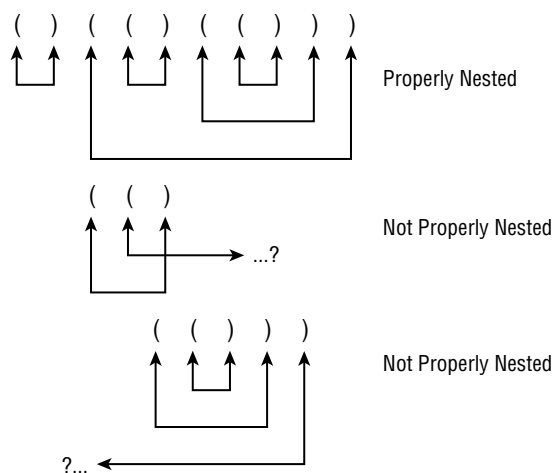 ( ) ( ( ) ( ( ) ) )
Properly Nested
( ( )
Not Properly Nested
...?
( ( ) ) )
Not Properly Nested
?...